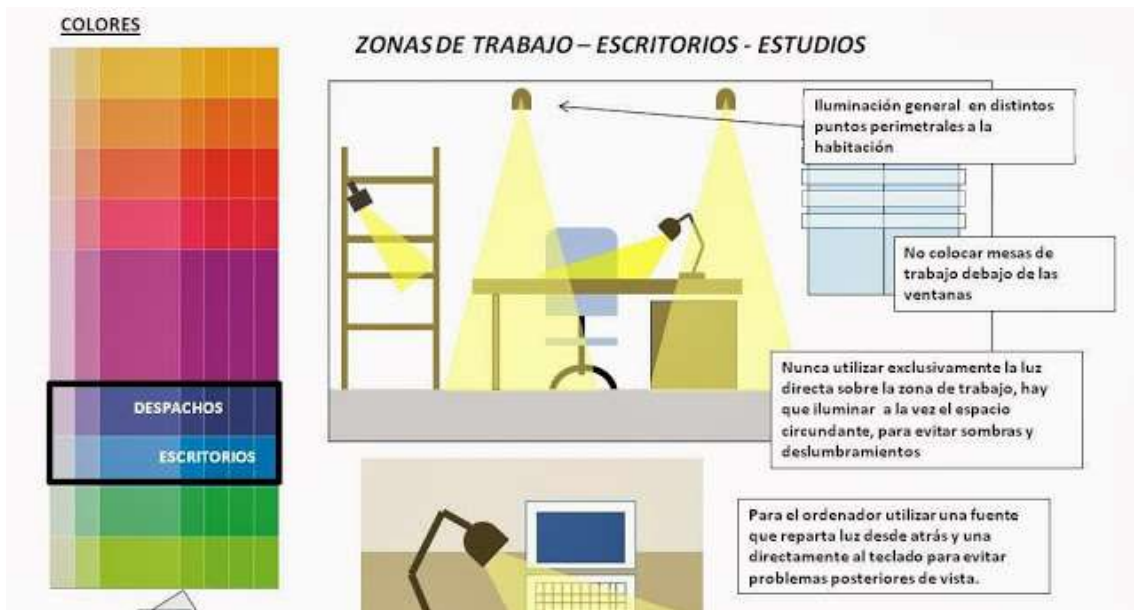 COLORES
ZONAS DE TRABAJO – ESCRITORIOS - ESTUDIOS
Iluminación general en distintos
puntos perimetrales a la
habitación
No colocar mesas de
trabajo debajo de las
ventanas
Nunca utilizar exclusivamente la luz
directa sobre la zona de trabajo, hay
que iluminar a la vez el espacio
circundante, para evitar sombras y
deslumbramientos
DESPACHOS
ESCRITORIOS
Para el ordenador utilizar una fuente
que reparta luz desde atrás y una
directamente al teclado para evitar
problemas posteriores de vista.